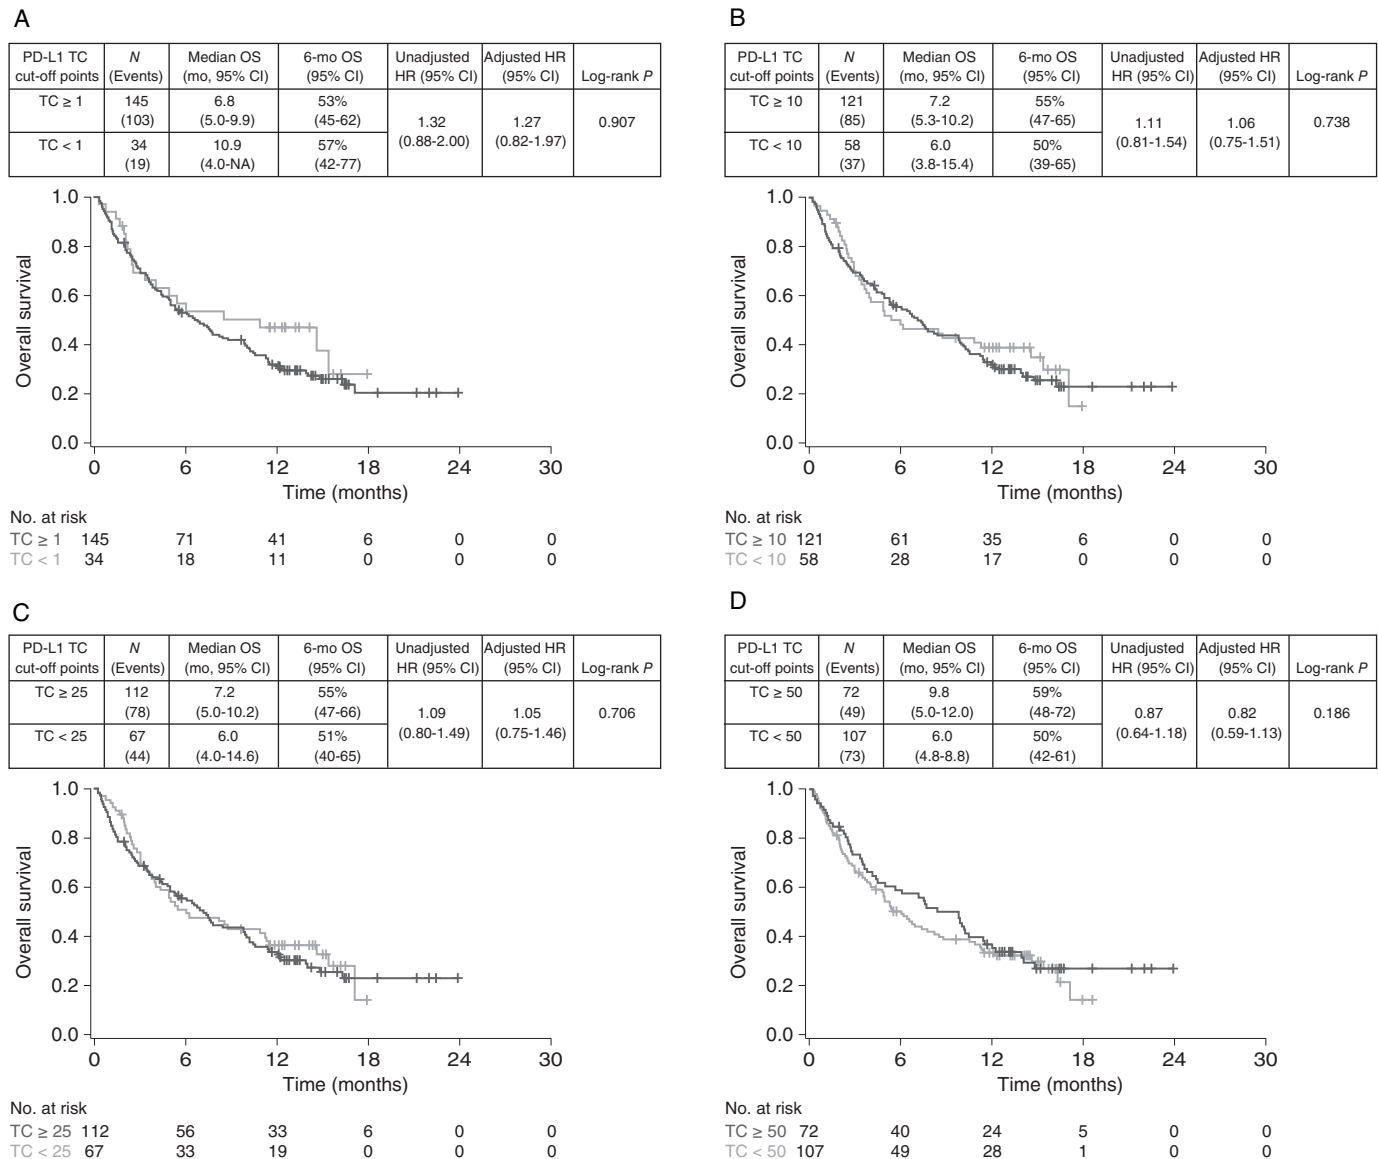 A
PD-L1 TC N Median OS 6-mo OS Unadjusted Adjusted HR
cut-off points (Events) (mo, 95% CI) (95% CI) HR (95% CI) (95% CI) Log-rank P
TC ≥ 1 145 6.8 53%
(103) (5.0-9.9) (45-62) 1.32 1.27 0.907
TC < 1 34 10.9 57% (0.88-2.00) (0.82-1.97)
(19) (4.0-NA) (42-77)
1.0
0.8
0.6
0.4
0.2
0.0
Overall survival
0 6 12 18 24 30
Time (months)
No. at risk
TC ≥ 1 145 71 41 6 0 0
TC < 1 34 18 11 0 0 0
B
PD-L1 TC N Median OS 6-mo OS Unadjusted Adjusted HR
cut-off points (Events) (mo, 95% CI) (95% CI) HR (95% CI) (95% CI) Log-rank P
TC ≥ 10 121 7.2 55%
(85) (5.3-10.2) (47-65) 1.11 1.06 0.738
TC < 10 58 6.0 50% (0.81-1.54) (0.75-1.51)
(37) (3.8-15.4) (39-65)
1.0
0.8
0.6
0.4
0.2
0.0
Overall survival
0 6 12 18 24 30
Time (months)
No. at risk
TC ≥ 10 121 61 35 6 0 0
TC < 10 58 28 17 0 0 0
C
PD-L1 TC N Median OS 6-mo OS Unadjusted Adjusted HR
cut-off points (Events) (mo, 95% CI) (95% CI) HR (95% CI) (95% CI) Log-rank P
TC ≥ 25 112 7.2 55%
(78) (5.0-10.2) (47-66) 1.09 1.05 0.706
TC < 25 67 6.0 51% (0.80-1.49) (0.75-1.46)
(44) (4.0-14.6) (40-65)
1.0
0.8
0.6
0.4
0.2
0.0
Overall survival
0 6 12 18 24 30
Time (months)
No. at risk
TC ≥ 25 112 56 33 6 0 0
TC < 25 67 33 19 0 0 0
D
PD-L1 TC N Median OS 6-mo OS Unadjusted Adjusted HR
cut-off points (Events) (mo, 95% CI) (95% CI) HR (95% CI) (95% CI) Log-rank P
TC ≥ 50 72 9.8 59%
(49) (5.0-12.0) (48-72) 0.87 0.82 0.186
TC < 50 107 6.0 50% (0.64-1.18) (0.59-1.13)
(73) (4.8-8.8) (42-61)
1.0
0.8
0.6
0.4
0.2
0.0
Overall survival
0 6 12 18 24 30
Time (months)
No. at risk
TC ≥ 50 72 40 24 5 0 0
TC < 50 107 49 28 1 0 0